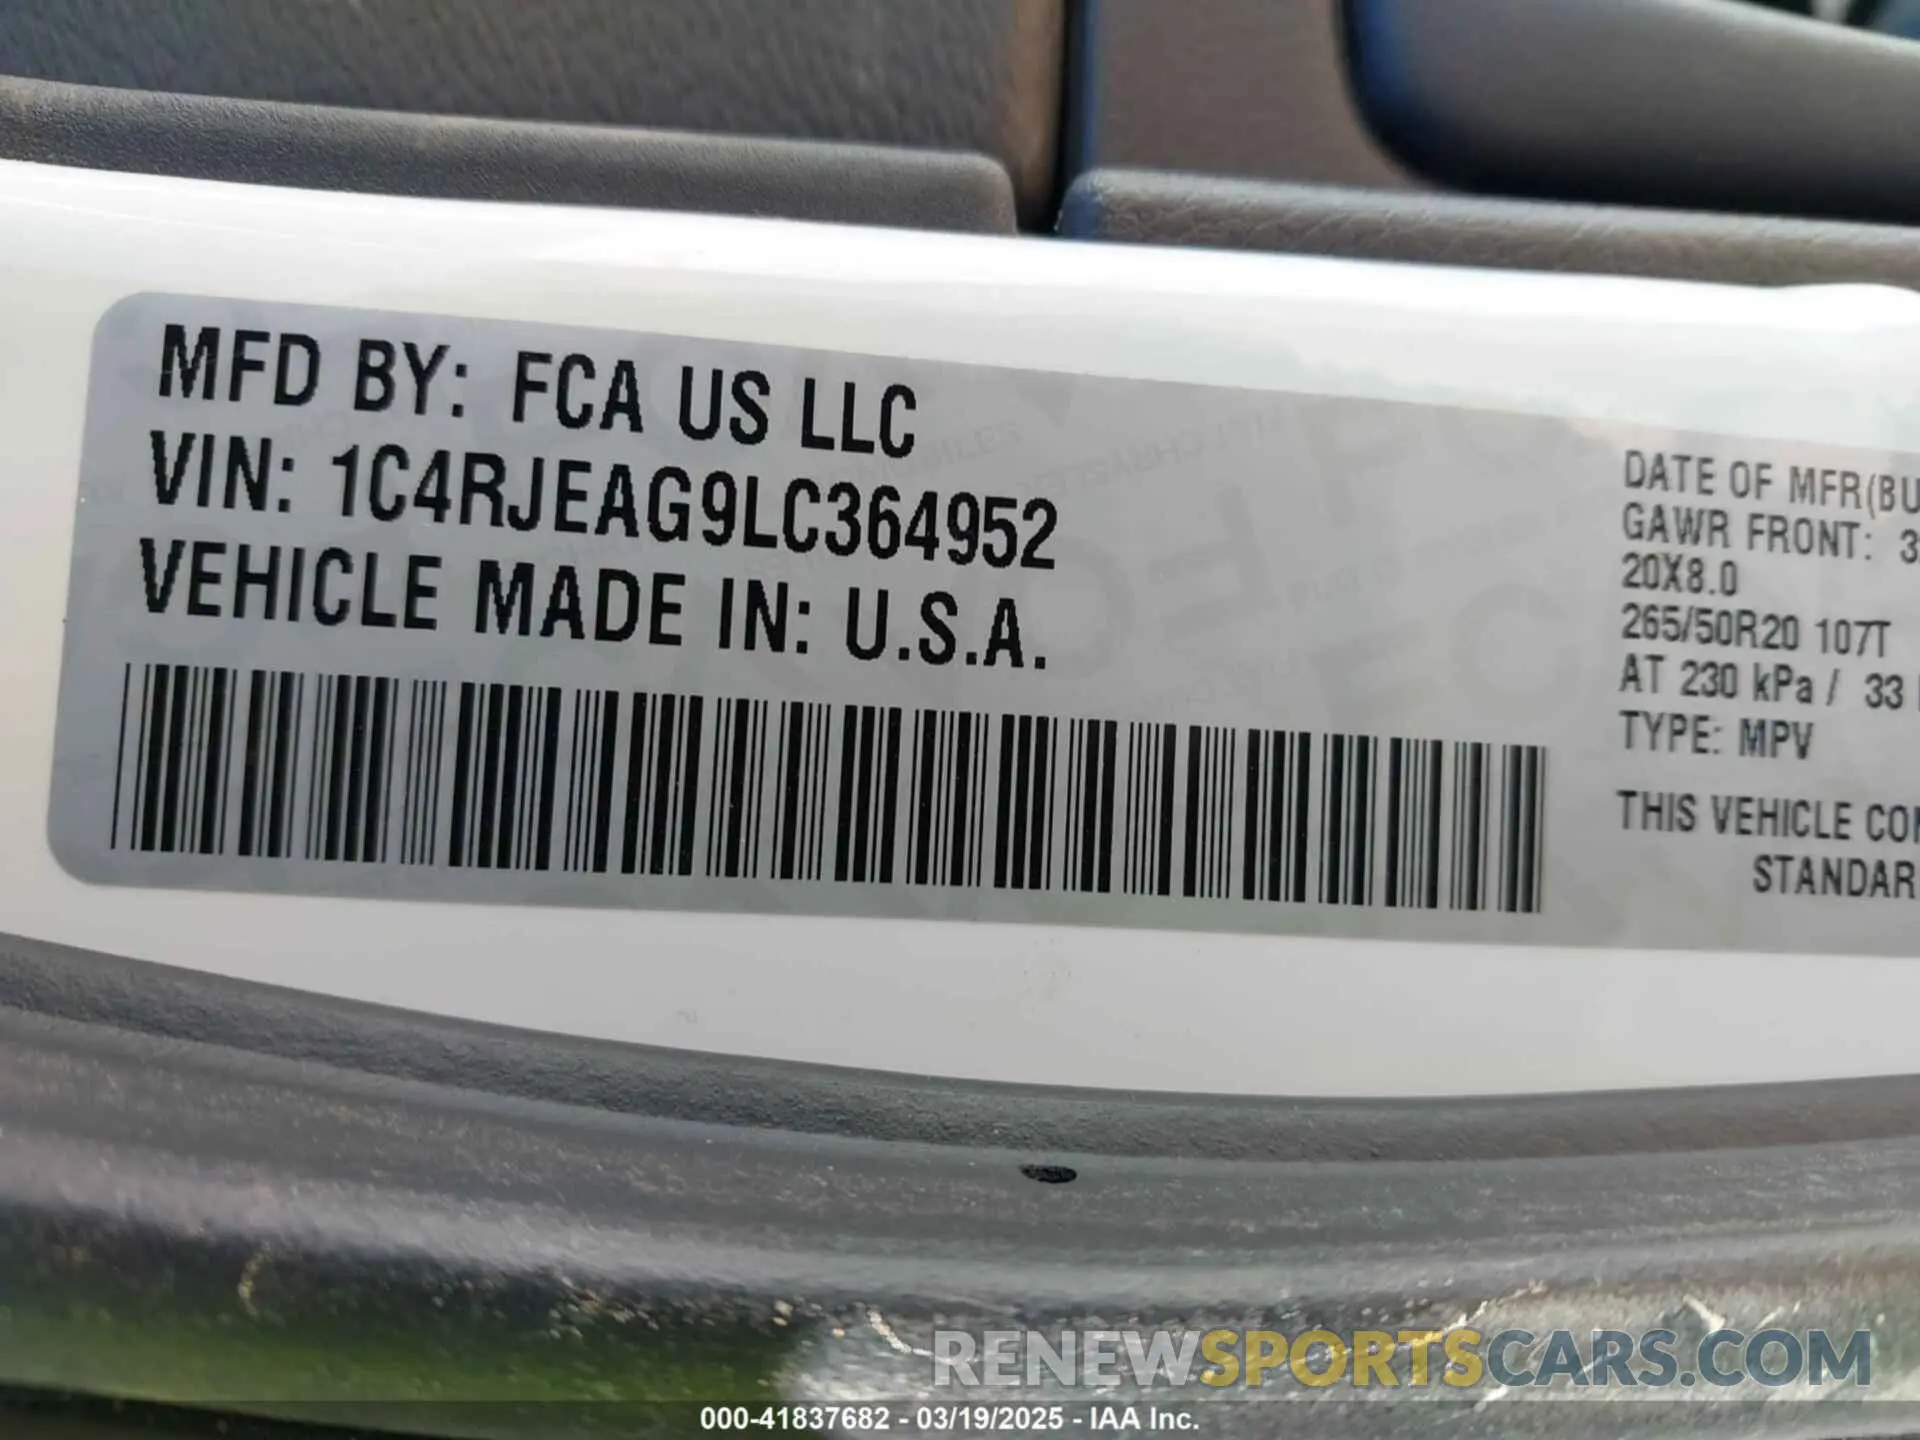 MFD BY: FCA US LLC
VIN: 1C4RJEAG9LC364952
VEHICLE MADE IN: U.S.A.
DATE OF MFR(BU
GAWR FRONT: 3
20X8.0
265/50R20 107T
AT 230 kPa / 33
TYPE: MPV
THIS VEHICLE CO
STANDAR
RENEWSPORTSCARS.COM
000-41837682 - 03/19/2025 - IAA Inc.